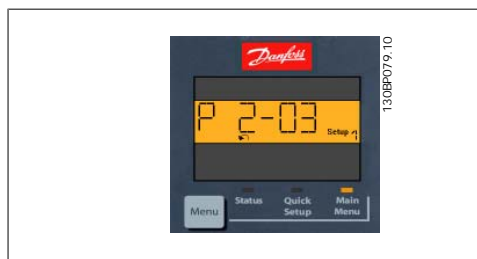 Danfoss
P 2-03
Setup 1
Status Quick Setup Main Menu
Menu
130BP079.10